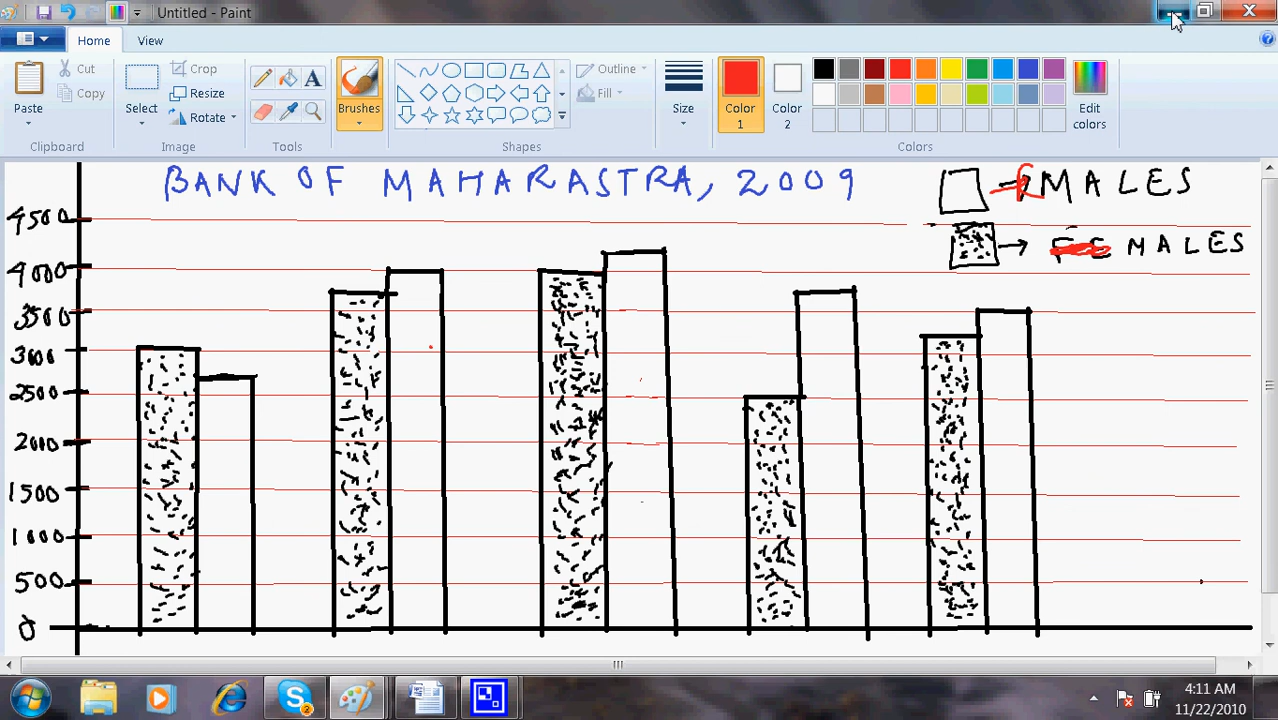 Untitled - Paint
Home View
Paste
Cut
Copy
Clipboard
Select
Crop
Resize
Rotate
Image
Tools
Brushes
Shapes
Outline
Fill
Size
Color 1
Color 2
Edit colors
Colors
BANK OF MAHARASTRA, 2009
MALES
MALES
4500
4000
3500
3000
2500
2000
1500
1000
500
0
4:11 AM
11/22/2010